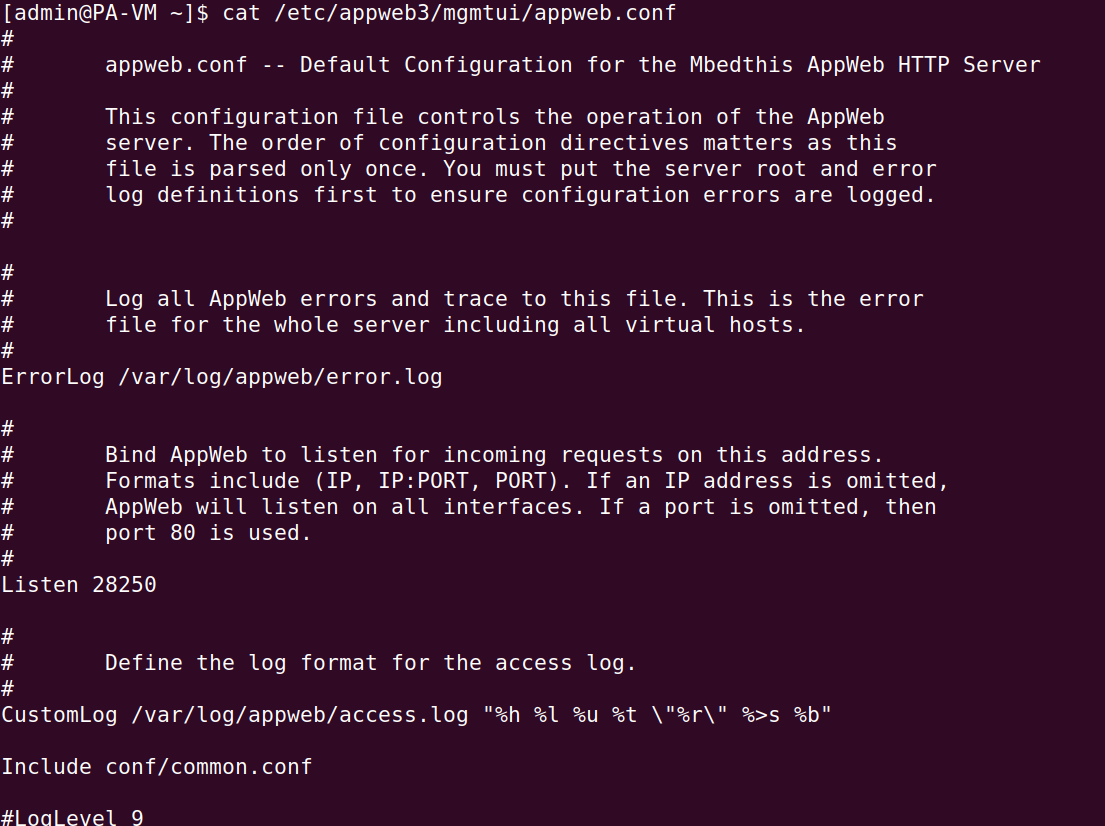 [admin@PA-VM ~]$ cat /etc/appweb3/mgmtui/appweb.conf
#
#       appweb.conf -- Default Configuration for the Mbedthis AppWeb HTTP Server
#
#       This configuration file controls the operation of the AppWeb
#       server. The order of configuration directives matters as this
#       file is parsed only once. You must put the server root and error
#       log definitions first to ensure configuration errors are logged.
#
#
#       Log all AppWeb errors and trace to this file. This is the error
#       file for the whole server including all virtual hosts.
#
ErrorLog /var/log/appweb/error.log
#
#       Bind AppWeb to listen for incoming requests on this address.
#       Formats include (IP, IP:PORT, PORT). If an IP address is omitted,
#       AppWeb will listen on all interfaces. If a port is omitted, then
#       port 80 is used.
#
Listen 28250
#
#       Define the log format for the access log.
#
CustomLog /var/log/appweb/access.log "%h %l %u %t \"%r\" %>s %b"
Include conf/common.conf
#LogLevel 9